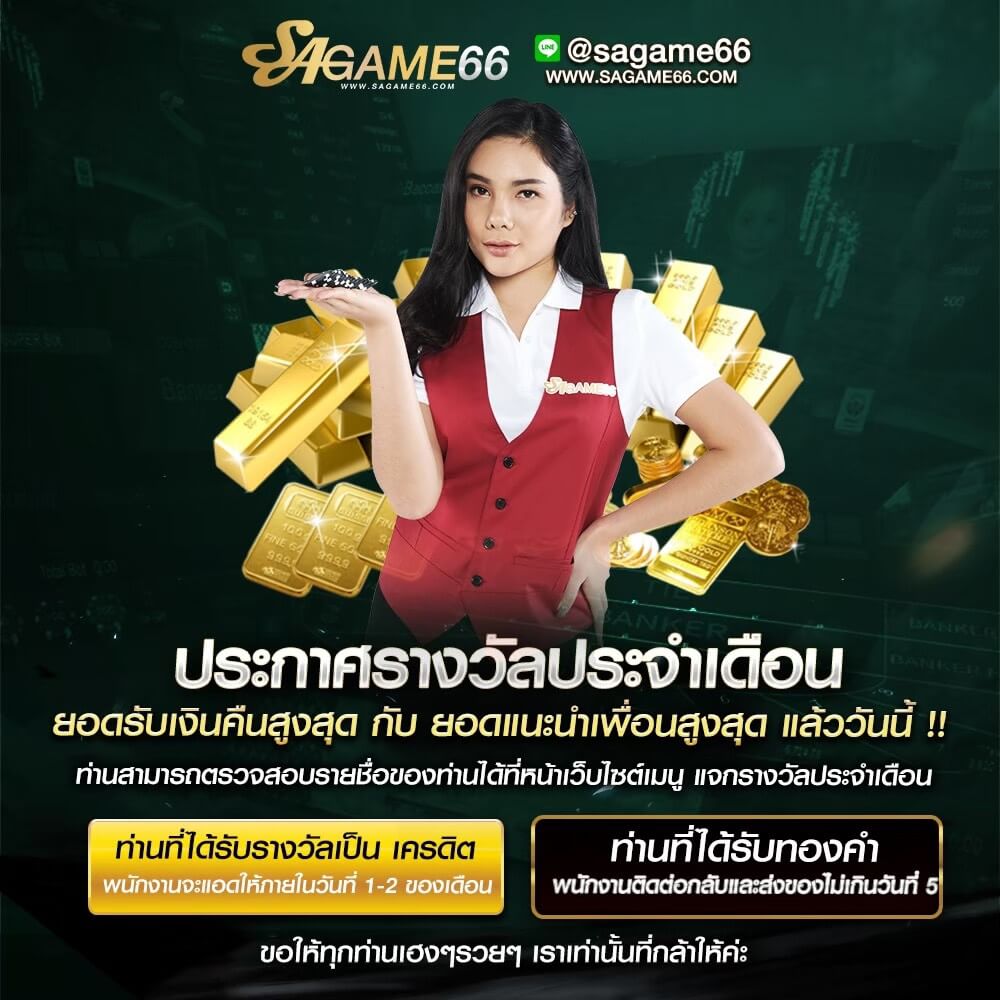 SAGAME66
WWW.SAGAME66.COM
LINE @sagame66
WWW.SAGAME66.COM
SAGAME66
BANKER
ประกาศรางวัลประจำเดือน
ยอดรับเงินคืนสูงสุด กับ ยอดแนะนำเพื่อนสูงสุด แล้ววันนี้ !!
ท่านสามารถตรวจสอบรายชื่อของท่านได้ที่หน้าเว็บไซต์เมนู แจกรางวัลประจำเดือน
ท่านที่ได้รับรางวัลเป็น เครดิต
พนักงานจะแอดให้ภายในวันที่ 1-2 ของเดือน
ท่านที่ได้รับทองคำ
พนักงานติดต่อกลับและส่งของไม่เกินวันที่ 5
ขอให้ทุกท่านเฮงๆรวยๆ เราเท่านั้นที่กล้าให้ค่ะ